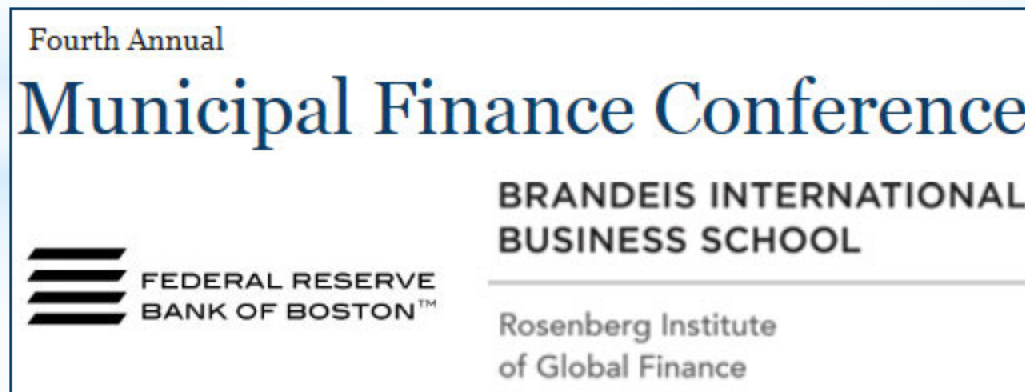 Fourth Annual
Municipal Finance Conference
BRANDEIS INTERNATIONAL
BUSINESS SCHOOL
FEDERAL RESERVE
BANK OF BOSTON™
Rosenberg Institute
of Global Finance